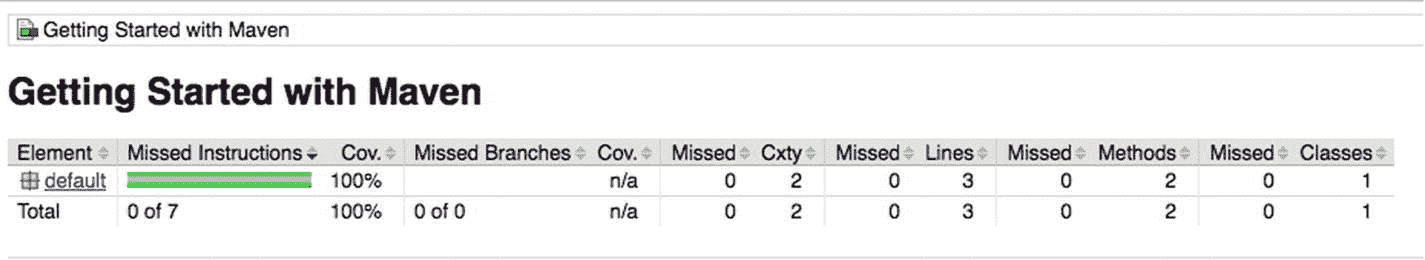 Getting Started with Maven
Getting Started with Maven
Element Missed Instructions Cov. Missed Branches Cov. Missed Cxty Missed Lines Missed Methods Missed Classes
default 100% n/a 0 2 0 3 0 2 0 1
Total 0 of 7 100% 0 of 0 n/a 0 2 0 3 0 2 0 1